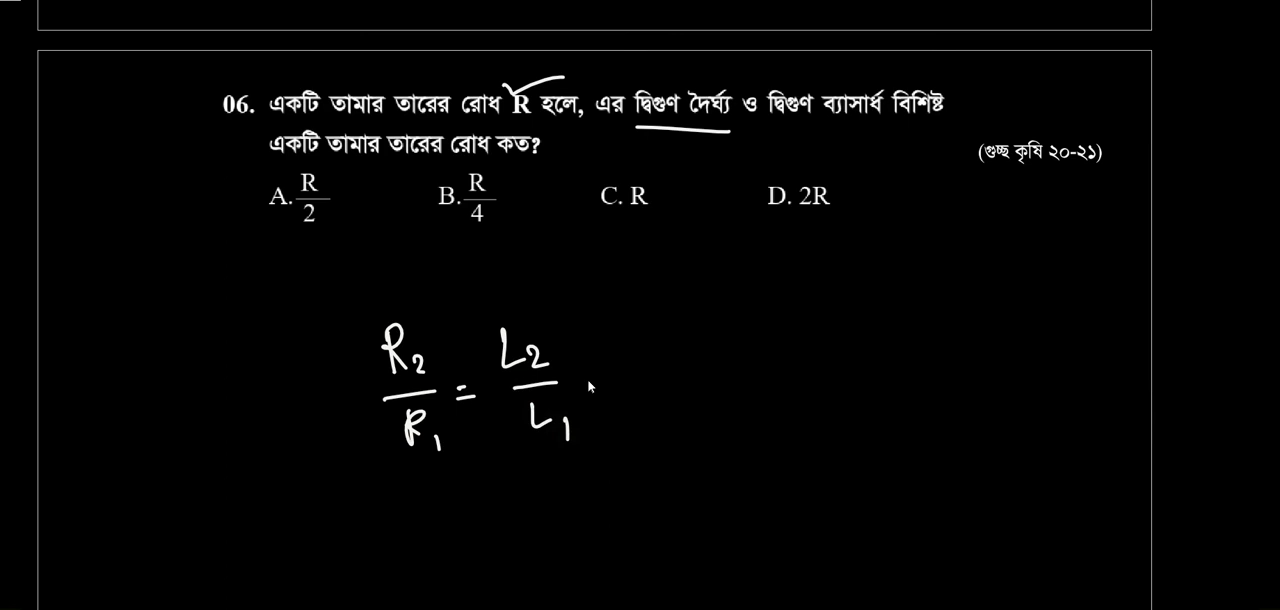 06. একটি তামার তারের রোধ R হলে, এর দ্বিগুণ দৈর্ঘ্য ও দ্বিগুণ ব্যাসার্ধ বিশিষ্ট
একটি তামার তারের রোধ কত?
(গুচ্ছ কৃষি ২০-২১)
A. R/2 B. R/4 C. R D. 2R
R₂/R₁ = L₂/L₁